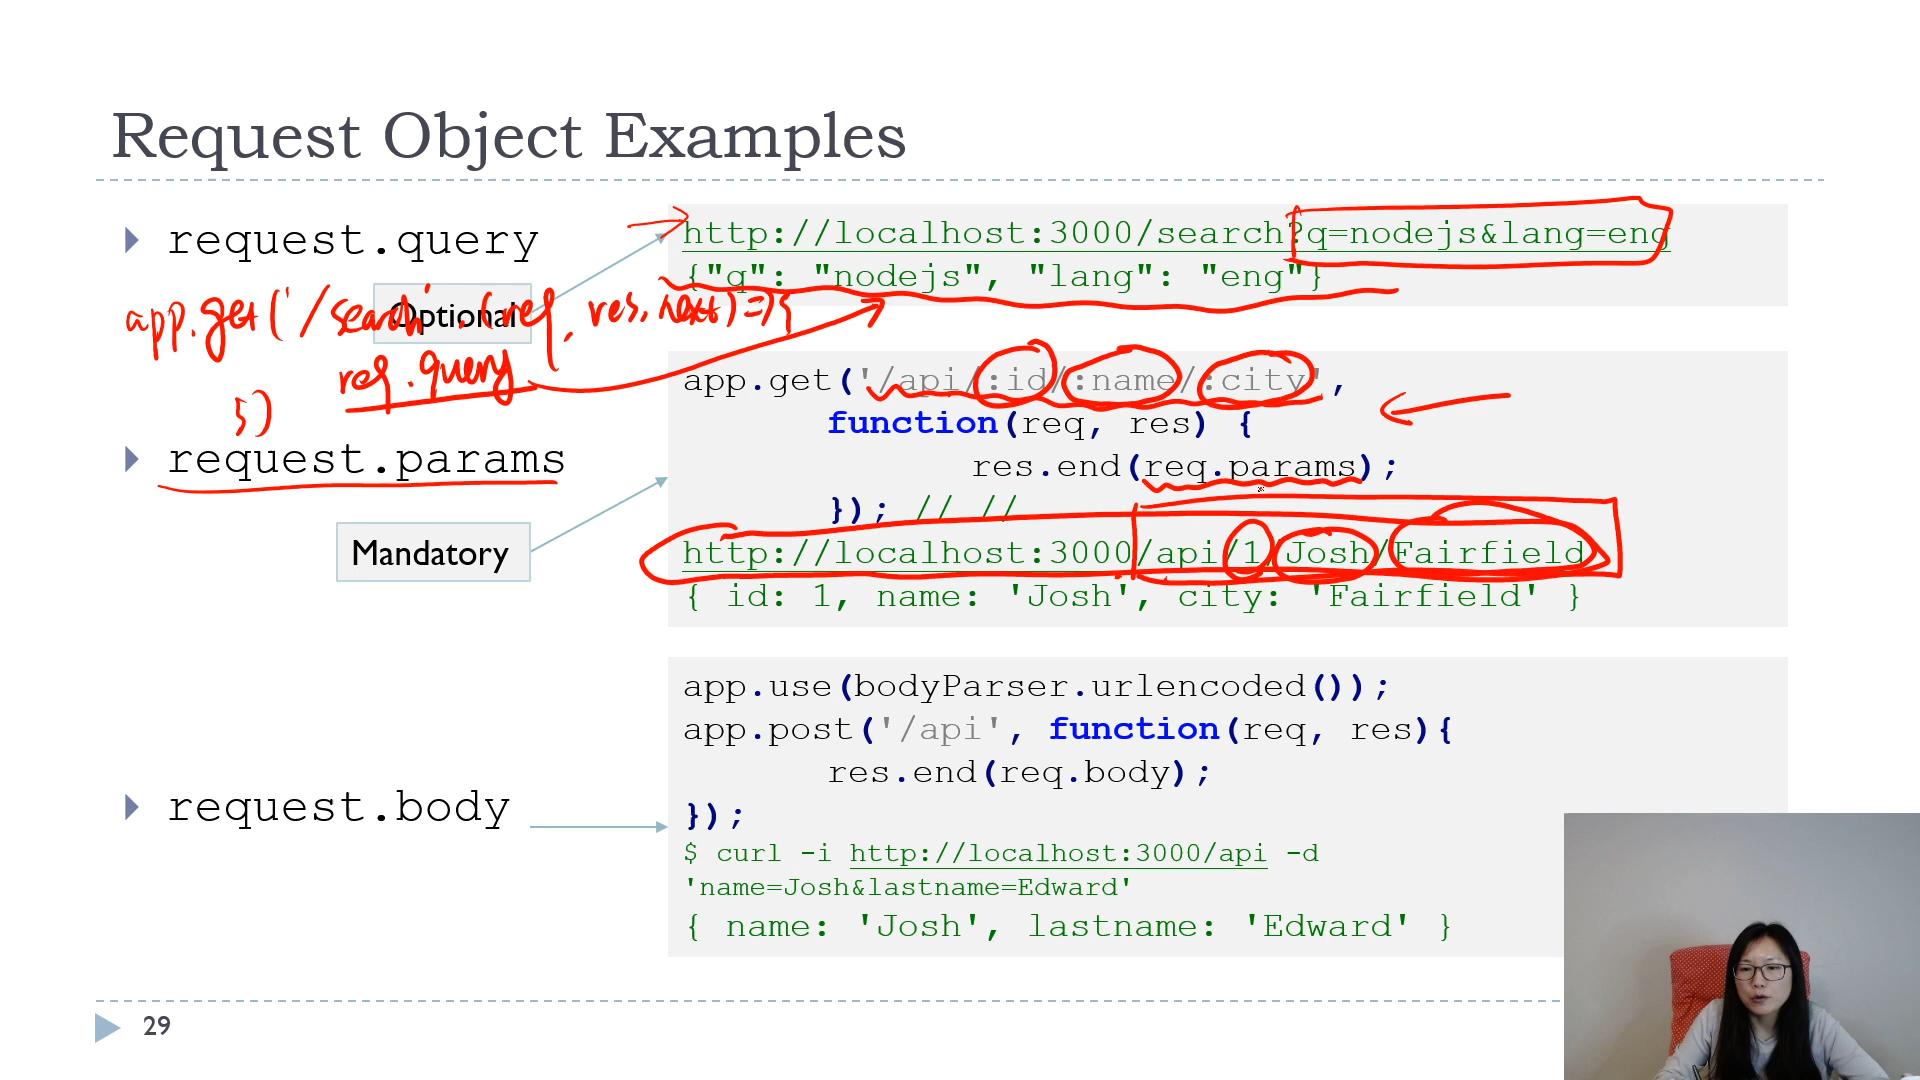 Request Object Examples
request.query
Optional
http://localhost:3000/search?q=nodejs&lang=eng
{"q": "nodejs", "lang": "eng"}
app.get('/search', (req, res, next) => {
req.query
})
request.params
Mandatory
app.get('/api/:id/:name/:city',
function(req, res) {
res.end(req.params);
}); // //
http://localhost:3000/api/1/Josh/Fairfield
{ id: 1, name: 'Josh', city: 'Fairfield' }
request.body
app.use(bodyParser.urlencoded());
app.post('/api', function(req, res){
res.end(req.body);
});
$ curl -i http://localhost:3000/api -d
'name=Josh&lastname=Edward'
{ name: 'Josh', lastname: 'Edward' }
29